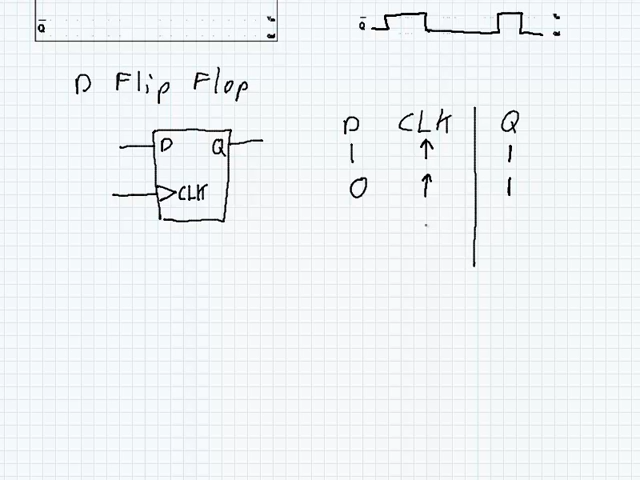 Q̅
Q̅
D Flip Flop
D Q
CLK
D CLK Q
1 ↑ 1
0 ↑ 1